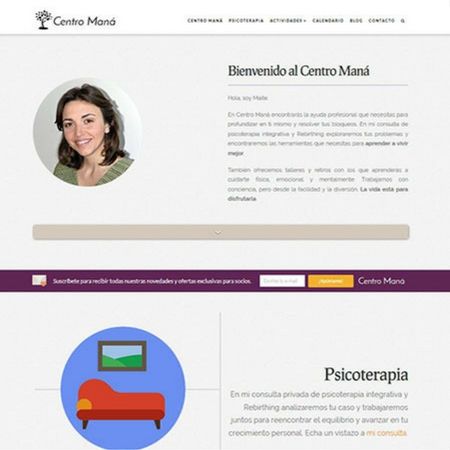 Centro Maná
CENTRO MANÁ PSICOTERAPIA ACTIVIDADES CALENDARIO BLOG CONTACTO
Bienvenido al Centro Maná
Hola, soy Maite.
En Centro Maná encontrarás la ayuda profesional que necesitas para
profundizar en ti mismo y resolver tus bloqueos. En mi consulta de
psicoterapia integrativa y Rebirthing exploraremos tus problemas y
encontraremos las herramientas que necesitas para aprender a vivir
mejor.
También ofrecemos talleres y retiros con los que aprenderás a
cuidarte física, emocional y mentalmente. Trabajamos con
conciencia, pero desde la facilidad y la diversión. La vida está para
disfrutarla.
Suscríbete para recibir todas nuestras novedades y ofertas exclusivas para socios.
Centro Maná
Psicoterapia
En mi consulta privada de psicoterapia integrativa y
Rebirthing analizaremos tu caso y trabajaremos
juntos para reencontrar el equilibrio y avanzar en tu
crecimiento personal. Echa un vistazo a mi consulta.